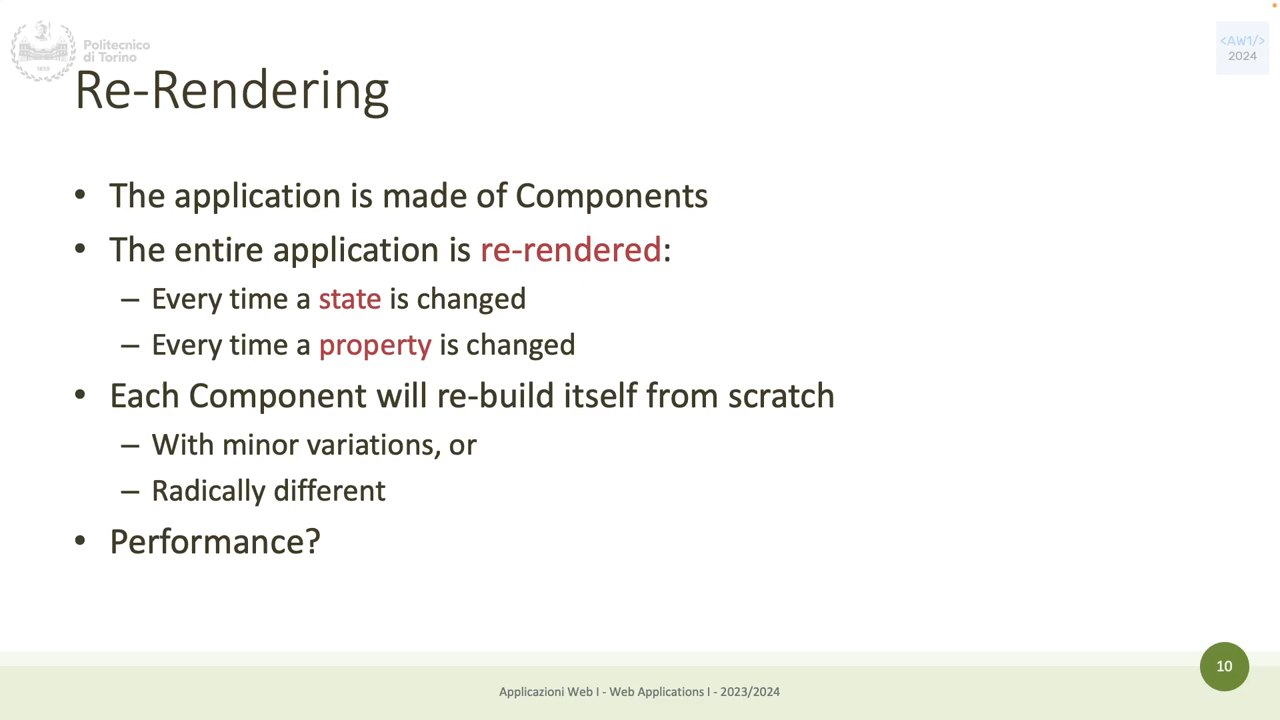 Politecnico
di Torino
1859
<AW1/>
2024
Re-Rendering
• The application is made of Components
• The entire application is re-rendered:
– Every time a state is changed
– Every time a property is changed
• Each Component will re-build itself from scratch
– With minor variations, or
– Radically different
• Performance?
10
Applicazioni Web I - Web Applications I - 2023/2024